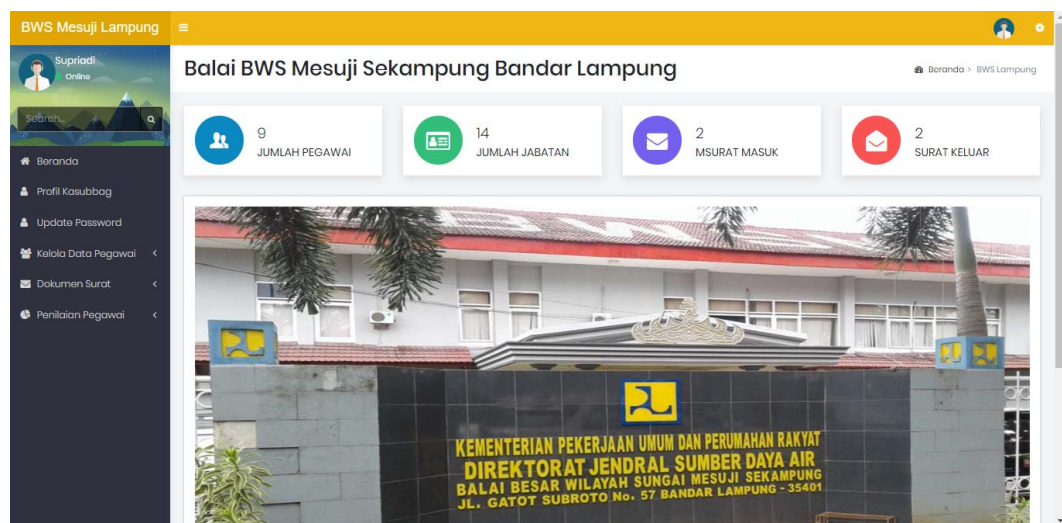 BWS Mesuji Lampung
Supriadi
Online
Search...
Beranda
Profil Kasubbag
Update Password
Kelola Data Pegawai
Dokumen Surat
Penilaian Pegawai
Balai BWS Mesuji Sekampung Bandar Lampung
Beranda > BWS Lampung
9
JUMLAH PEGAWAI
14
JUMLAH JABATAN
2
MSURAT MASUK
2
SURAT KELUAR
KEMENTERIAN PEKERJAAN UMUM DAN PERUMAHAN RAKYAT
DIREKTORAT JENDRAL SUMBER DAYA AIR
BALAI BESAR WILAYAH SUNGAI MESUJI SEKAMPUNG
JL. GATOT SUBROTO No. 57 BANDAR LAMPUNG - 35401